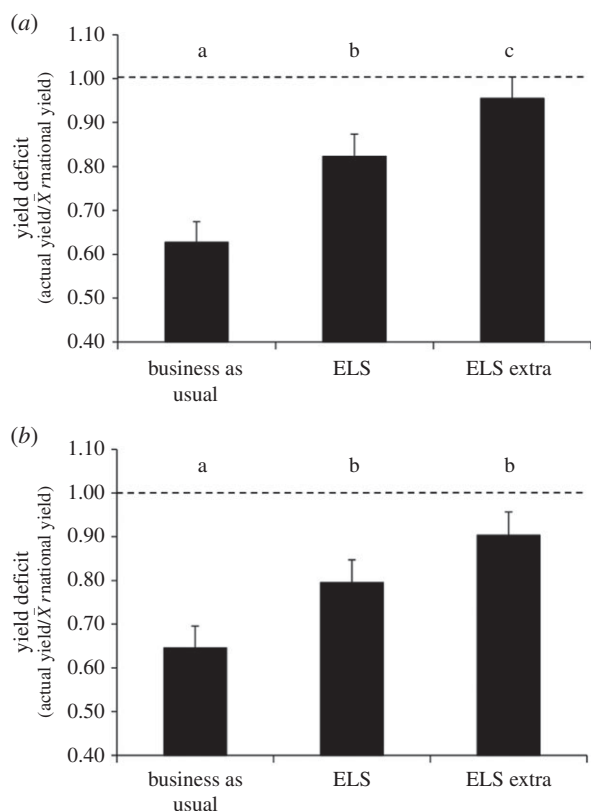 (a)
1.10
1.00
0.90
0.80
0.70
0.60
0.50
0.40
yield deficit
(actual yield/X̄ rnational yield)
a b c
business as usual
ELS
ELS extra
(b)
1.10
1.00
0.90
0.80
0.70
0.60
0.50
0.40
yield deficit
(actual yield/X̄ rnational yield)
a b b
business as usual
ELS
ELS extra